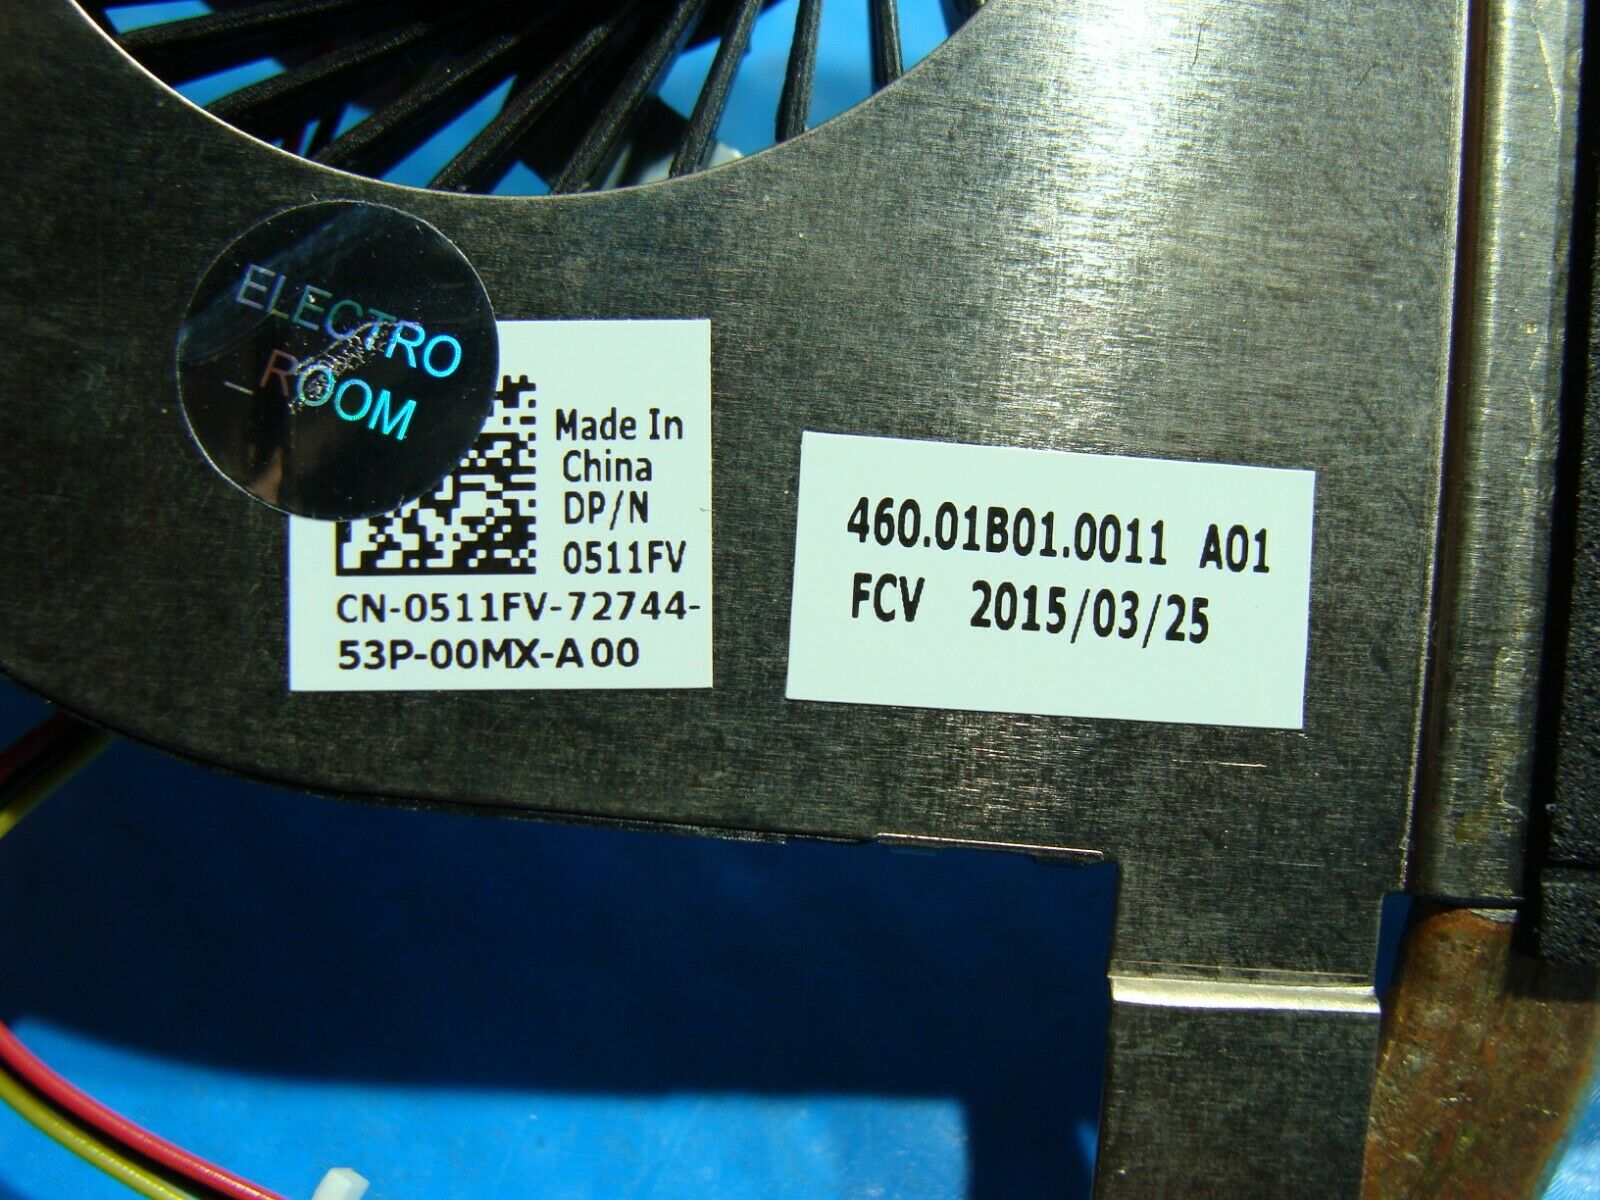 ELECTRO
_ROOM
Made In
China
DP/N
0511FV
CN-0511FV-72744-
53P-00MX-A00
460.01B01.0011 A01
FCV 2015/03/25